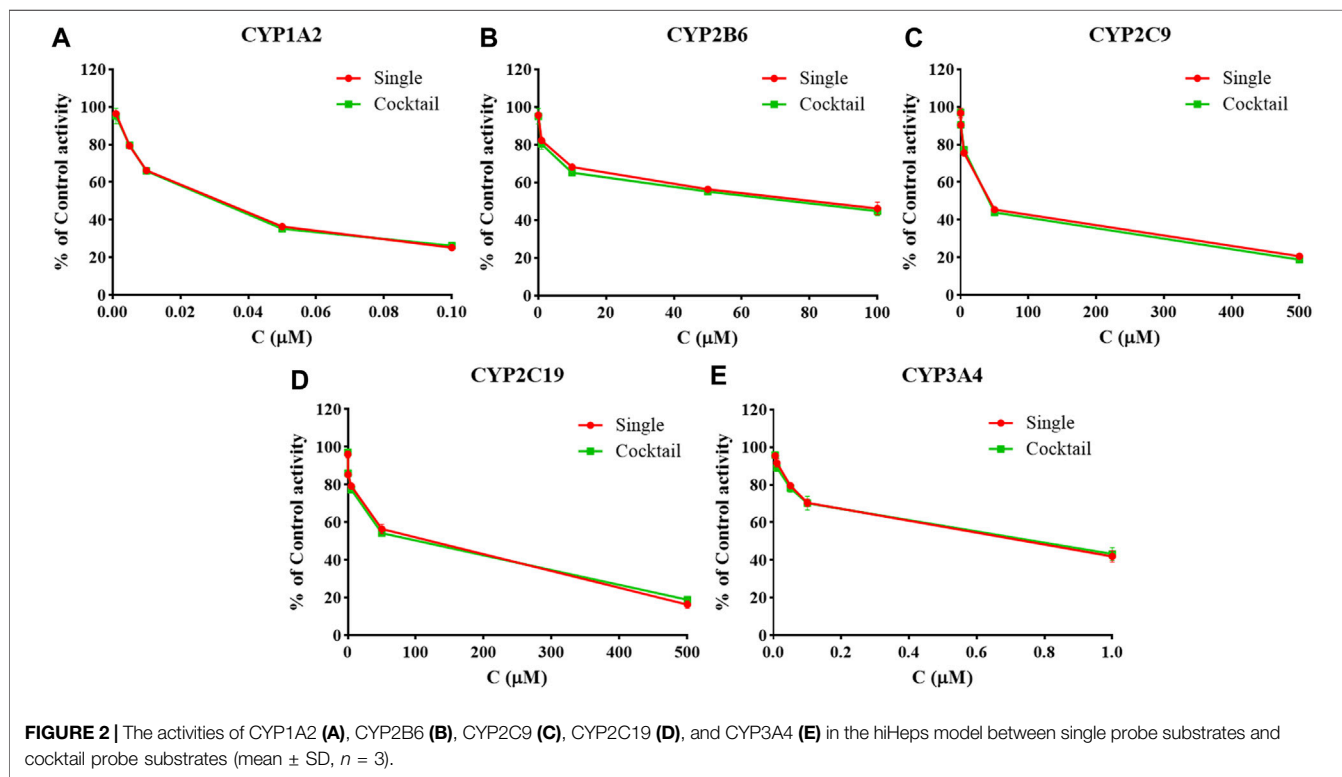 A
CYP1A2
120
100
80
60
40
20
0
% of Control activity
Single
Cocktail
0.00 0.02 0.04 0.06 0.08 0.10
C (μM)
B
CYP2B6
120
100
80
60
40
20
0
% of Control activity
Single
Cocktail
0 20 40 60 80 100
C (μM)
C
CYP2C9
120
100
80
60
40
20
0
% of Control activity
Single
Cocktail
0 100 200 300 400 500
C (μM)
D
CYP2C19
120
100
80
60
40
20
0
% of Control activity
Single
Cocktail
0 100 200 300 400 500
C (μM)
E
CYP3A4
120
100
80
60
40
20
0
% of Control activity
Single
Cocktail
0.0 0.2 0.4 0.6 0.8 1.0
C (μM)
FIGURE 2 | The activities of CYP1A2 (A), CYP2B6 (B), CYP2C9 (C), CYP2C19 (D), and CYP3A4 (E) in the hiHeps model between single probe substrates and
cocktail probe substrates (mean ± SD, n = 3).